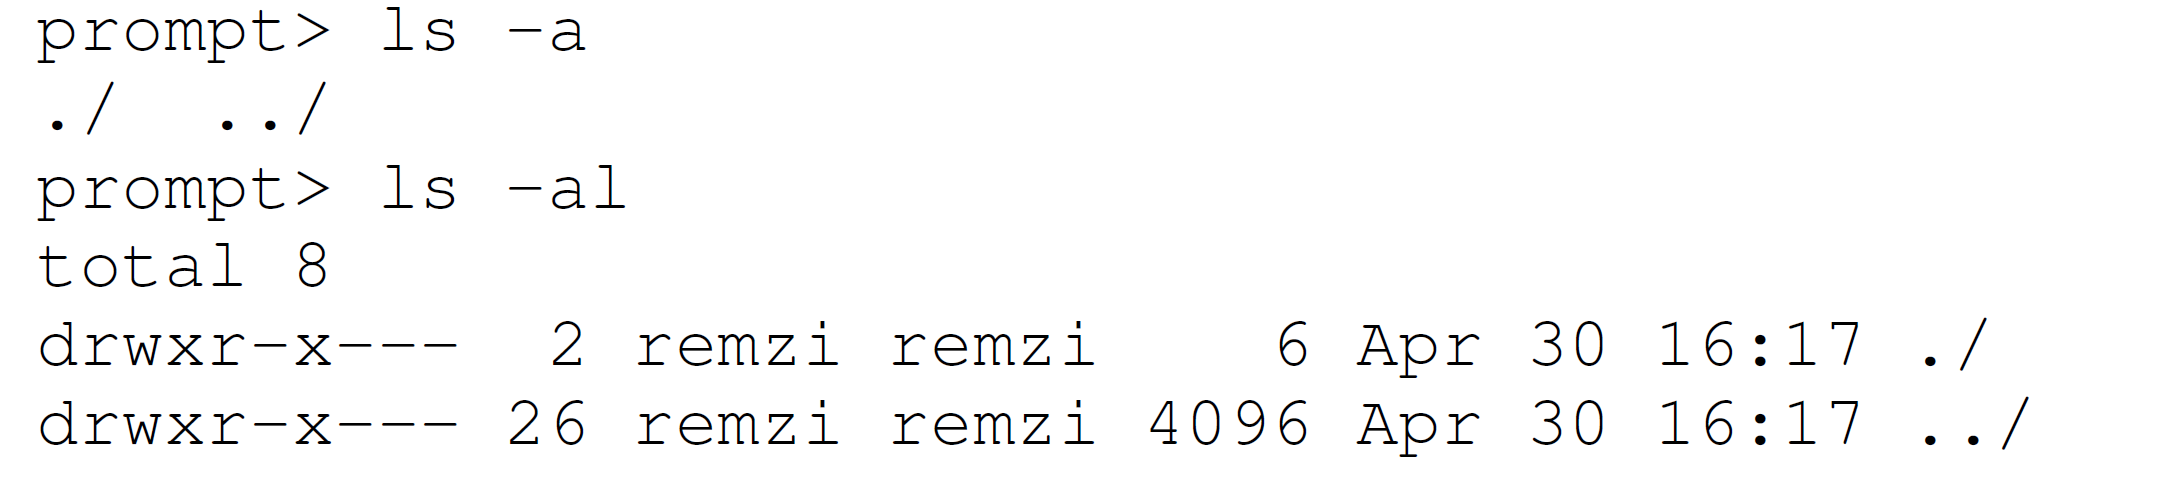 prompt> ls -a
./  ../
prompt> ls -al
total 8
drwxr-x---  2 remzi remzi    6 Apr 30 16:17 ./
drwxr-x--- 26 remzi remzi 4096 Apr 30 16:17 ../